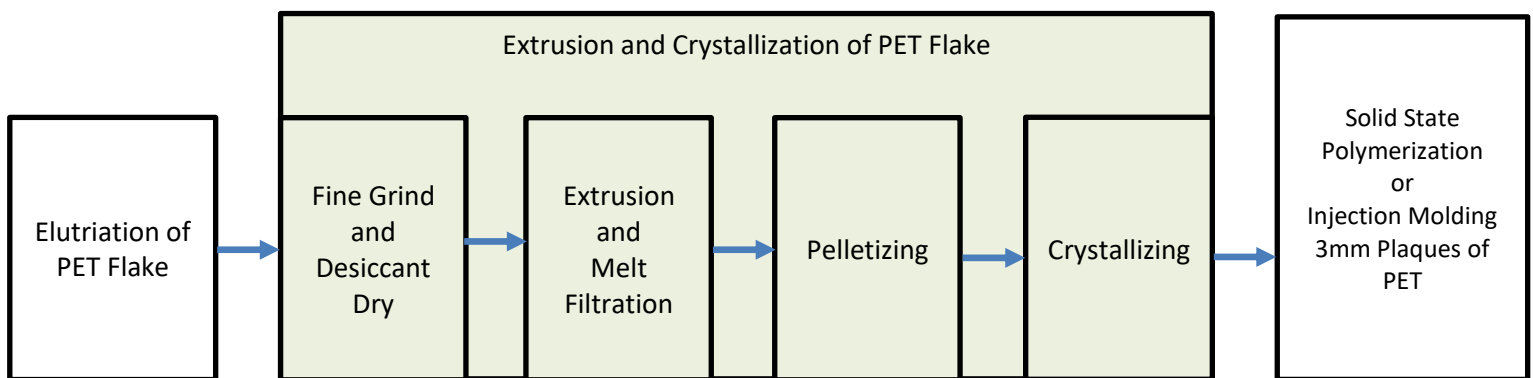 Extrusion and Crystallization of PET Flake
Elutriation of
PET Flake
Fine Grind
and
Desiccant
Dry
Extrusion
and
Melt
Filtration
Pelletizing
Crystallizing
Solid State
Polymerization
or
Injection Molding
3mm Plaques of
PET